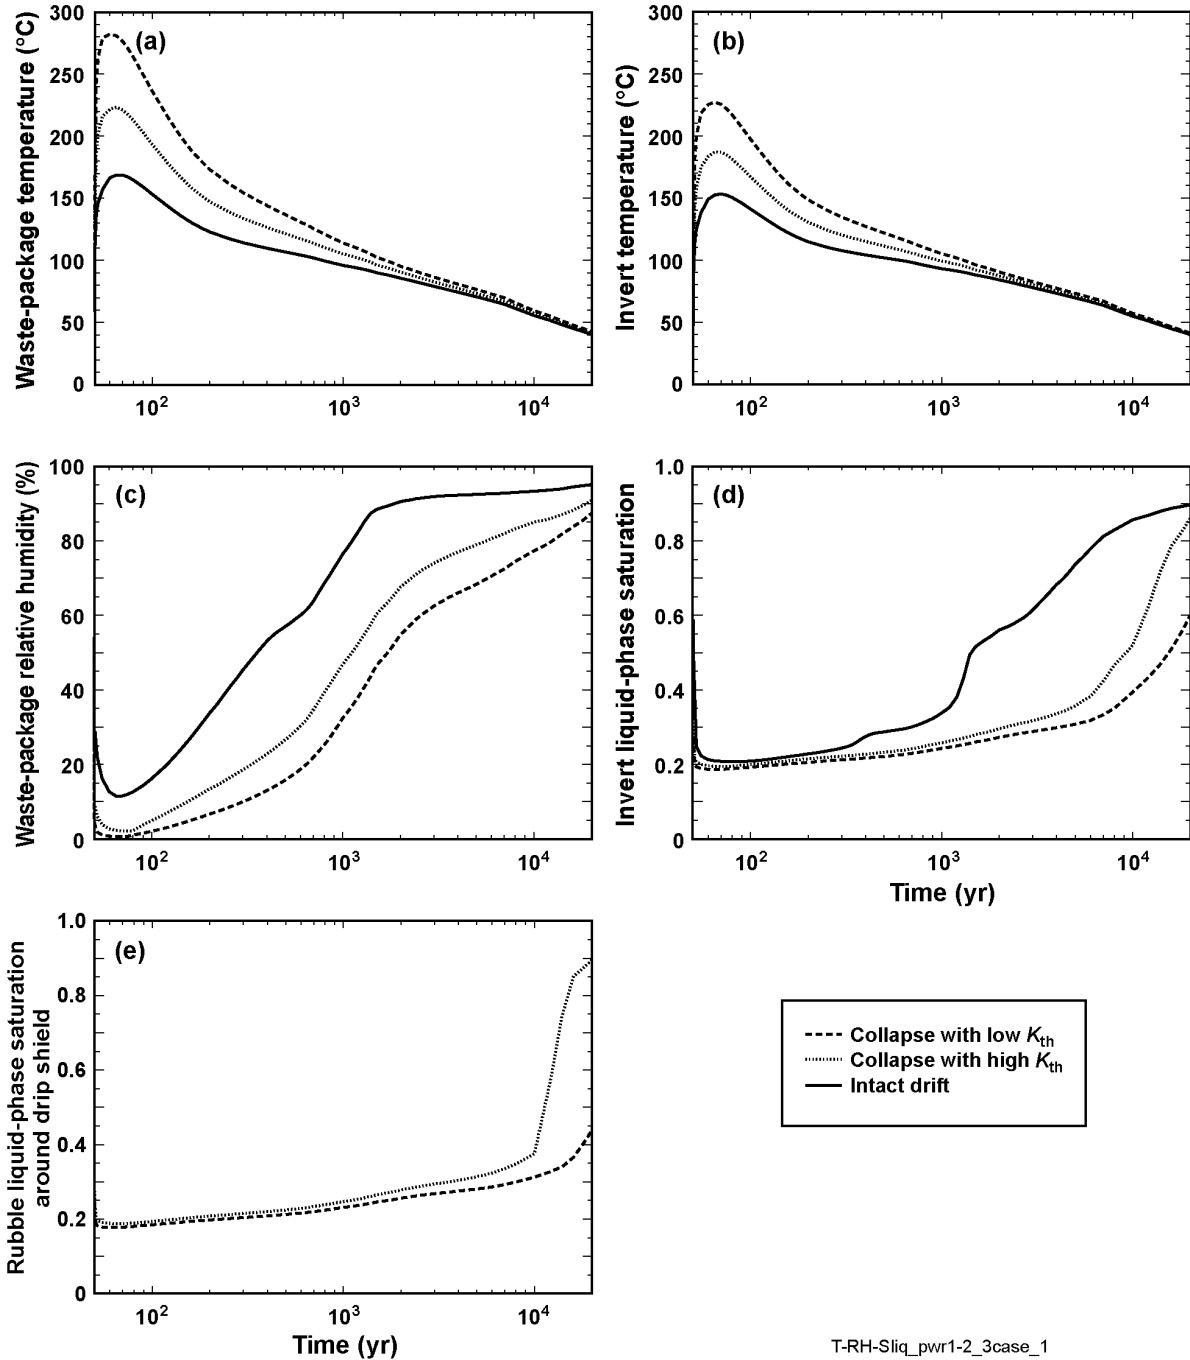 Waste-package temperature (°C)
300
250
200
150
100
50
0
(a)
10²
10³
10⁴
Invert temperature (°C)
300
250
200
150
100
50
0
(b)
10²
10³
10⁴
Waste-package relative humidity (%)
100
80
60
40
20
0
(c)
10²
10³
10⁴
Invert liquid-phase saturation
1.0
0.8
0.6
0.4
0.2
0
(d)
10²
10³
10⁴
Time (yr)
Rubble liquid-phase saturation
around drip shield
1.0
0.8
0.6
0.4
0.2
0
(e)
10²
10³
10⁴
Time (yr)
Collapse with low Kth
Collapse with high Kth
Intact drift
T-RH-Sliq_pwr1-2_3case_1